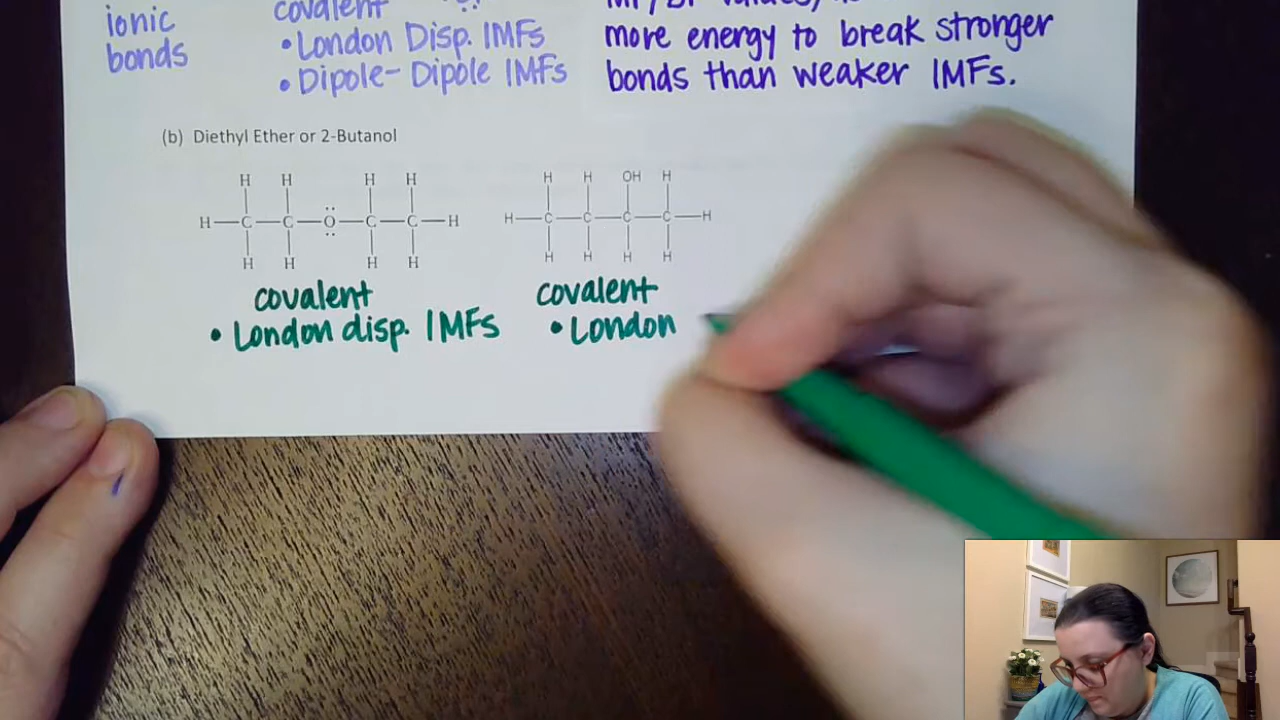 ionic
bonds
covalent
• London Disp. IMFs
• Dipole-Dipole IMFs
more energy to break stronger
bonds than weaker IMFs.
(b) Diethyl Ether or 2-Butanol
H H H H
H—C—C—Ö—C—C—H
H H H H
H H OH H
H—C—C—C—C—H
H H H H
covalent
• London disp. IMFs
covalent
• London